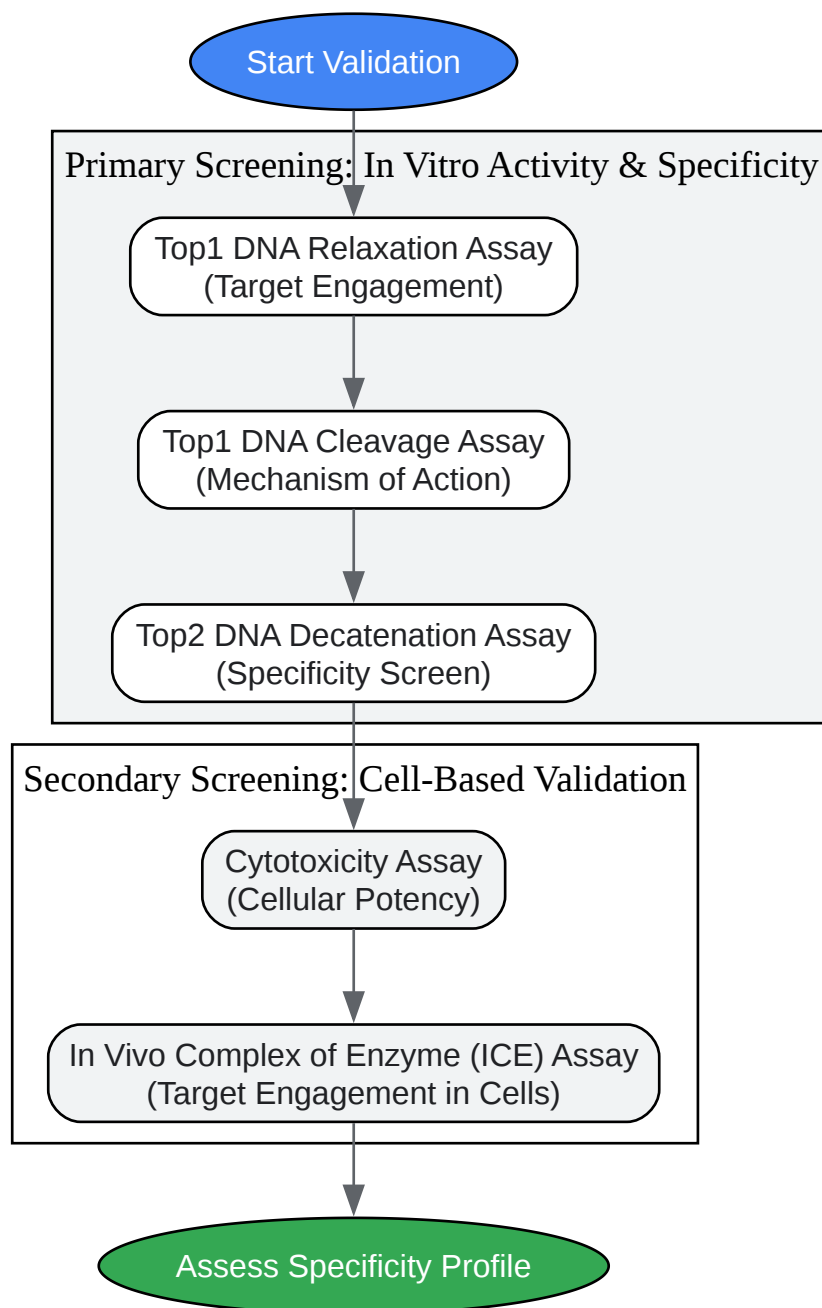 Start Validation
Primary Screening: In Vitro Activity & Specificity
Top1 DNA Relaxation Assay
(Target Engagement)
Top1 DNA Cleavage Assay
(Mechanism of Action)
Top2 DNA Decatenation Assay
(Specificity Screen)
Secondary Screening: Cell-Based Validation
Cytotoxicity Assay
(Cellular Potency)
In Vivo Complex of Enzyme (ICE) Assay
(Target Engagement in Cells)
Assess Specificity Profile